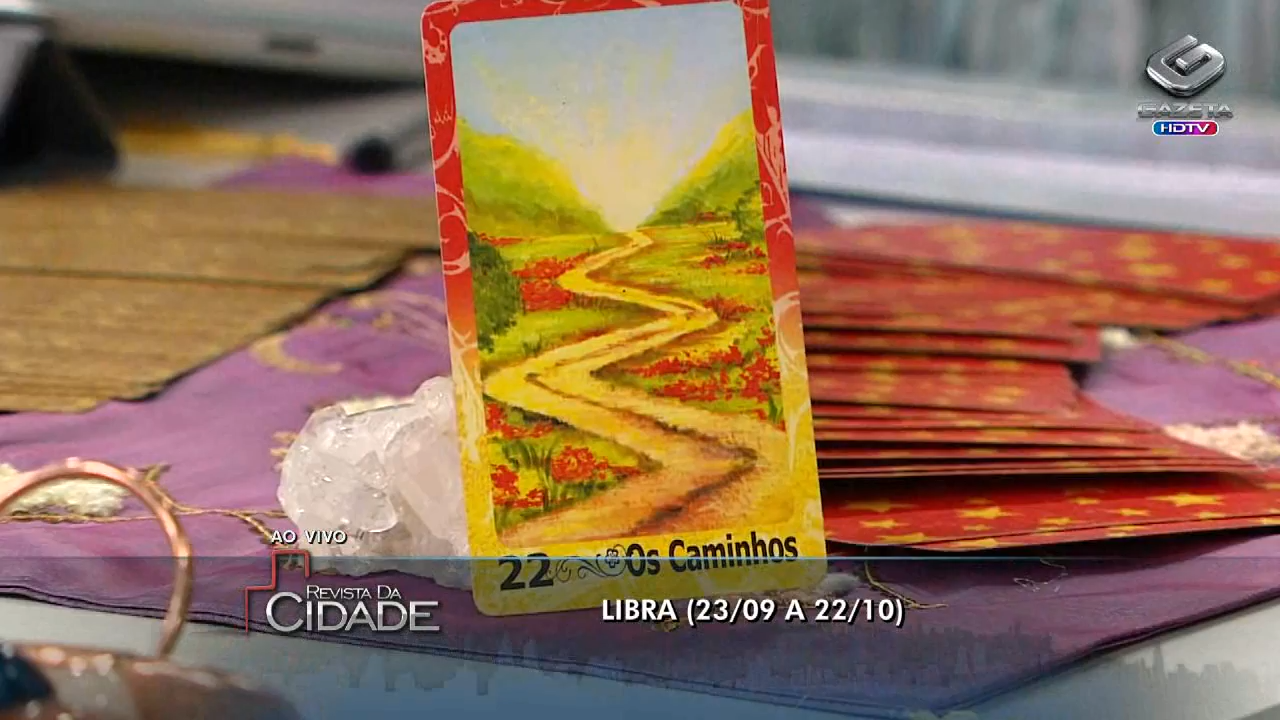 GAZETA
HDTV
22 Os Caminhos
AO VIVO
REVISTA DA
CIDADE
LIBRA (23/09 A 22/10)